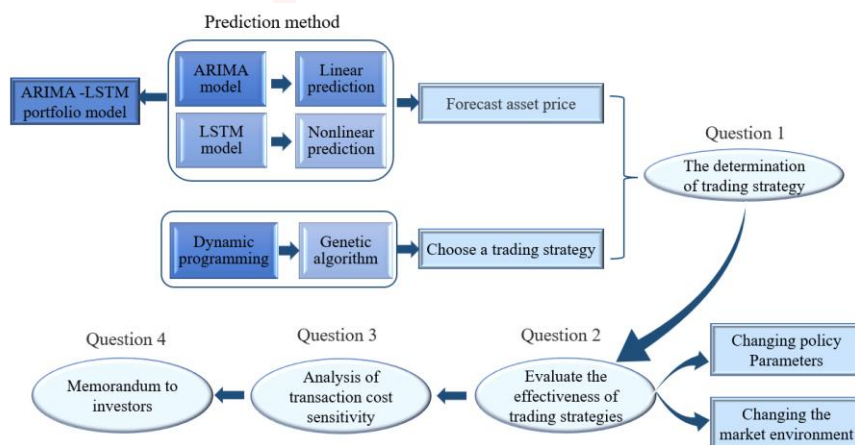 Prediction method
ARIMA
model
Linear
prediction
ARIMA -LSTM
portfolio model
LSTM
model
Nonlinear
prediction
Forecast asset price
Question 1
The determination
of trading strategy
Dynamic
programming
Genetic
algorithm
Choose a trading strategy
Question 4
Question 3
Question 2
Changing policy
Parameters
Memorandum to
investors
Analysis of
transaction cost
sensitivity
Evaluate the
effectiveness of
trading strategies
Changing the
market environment